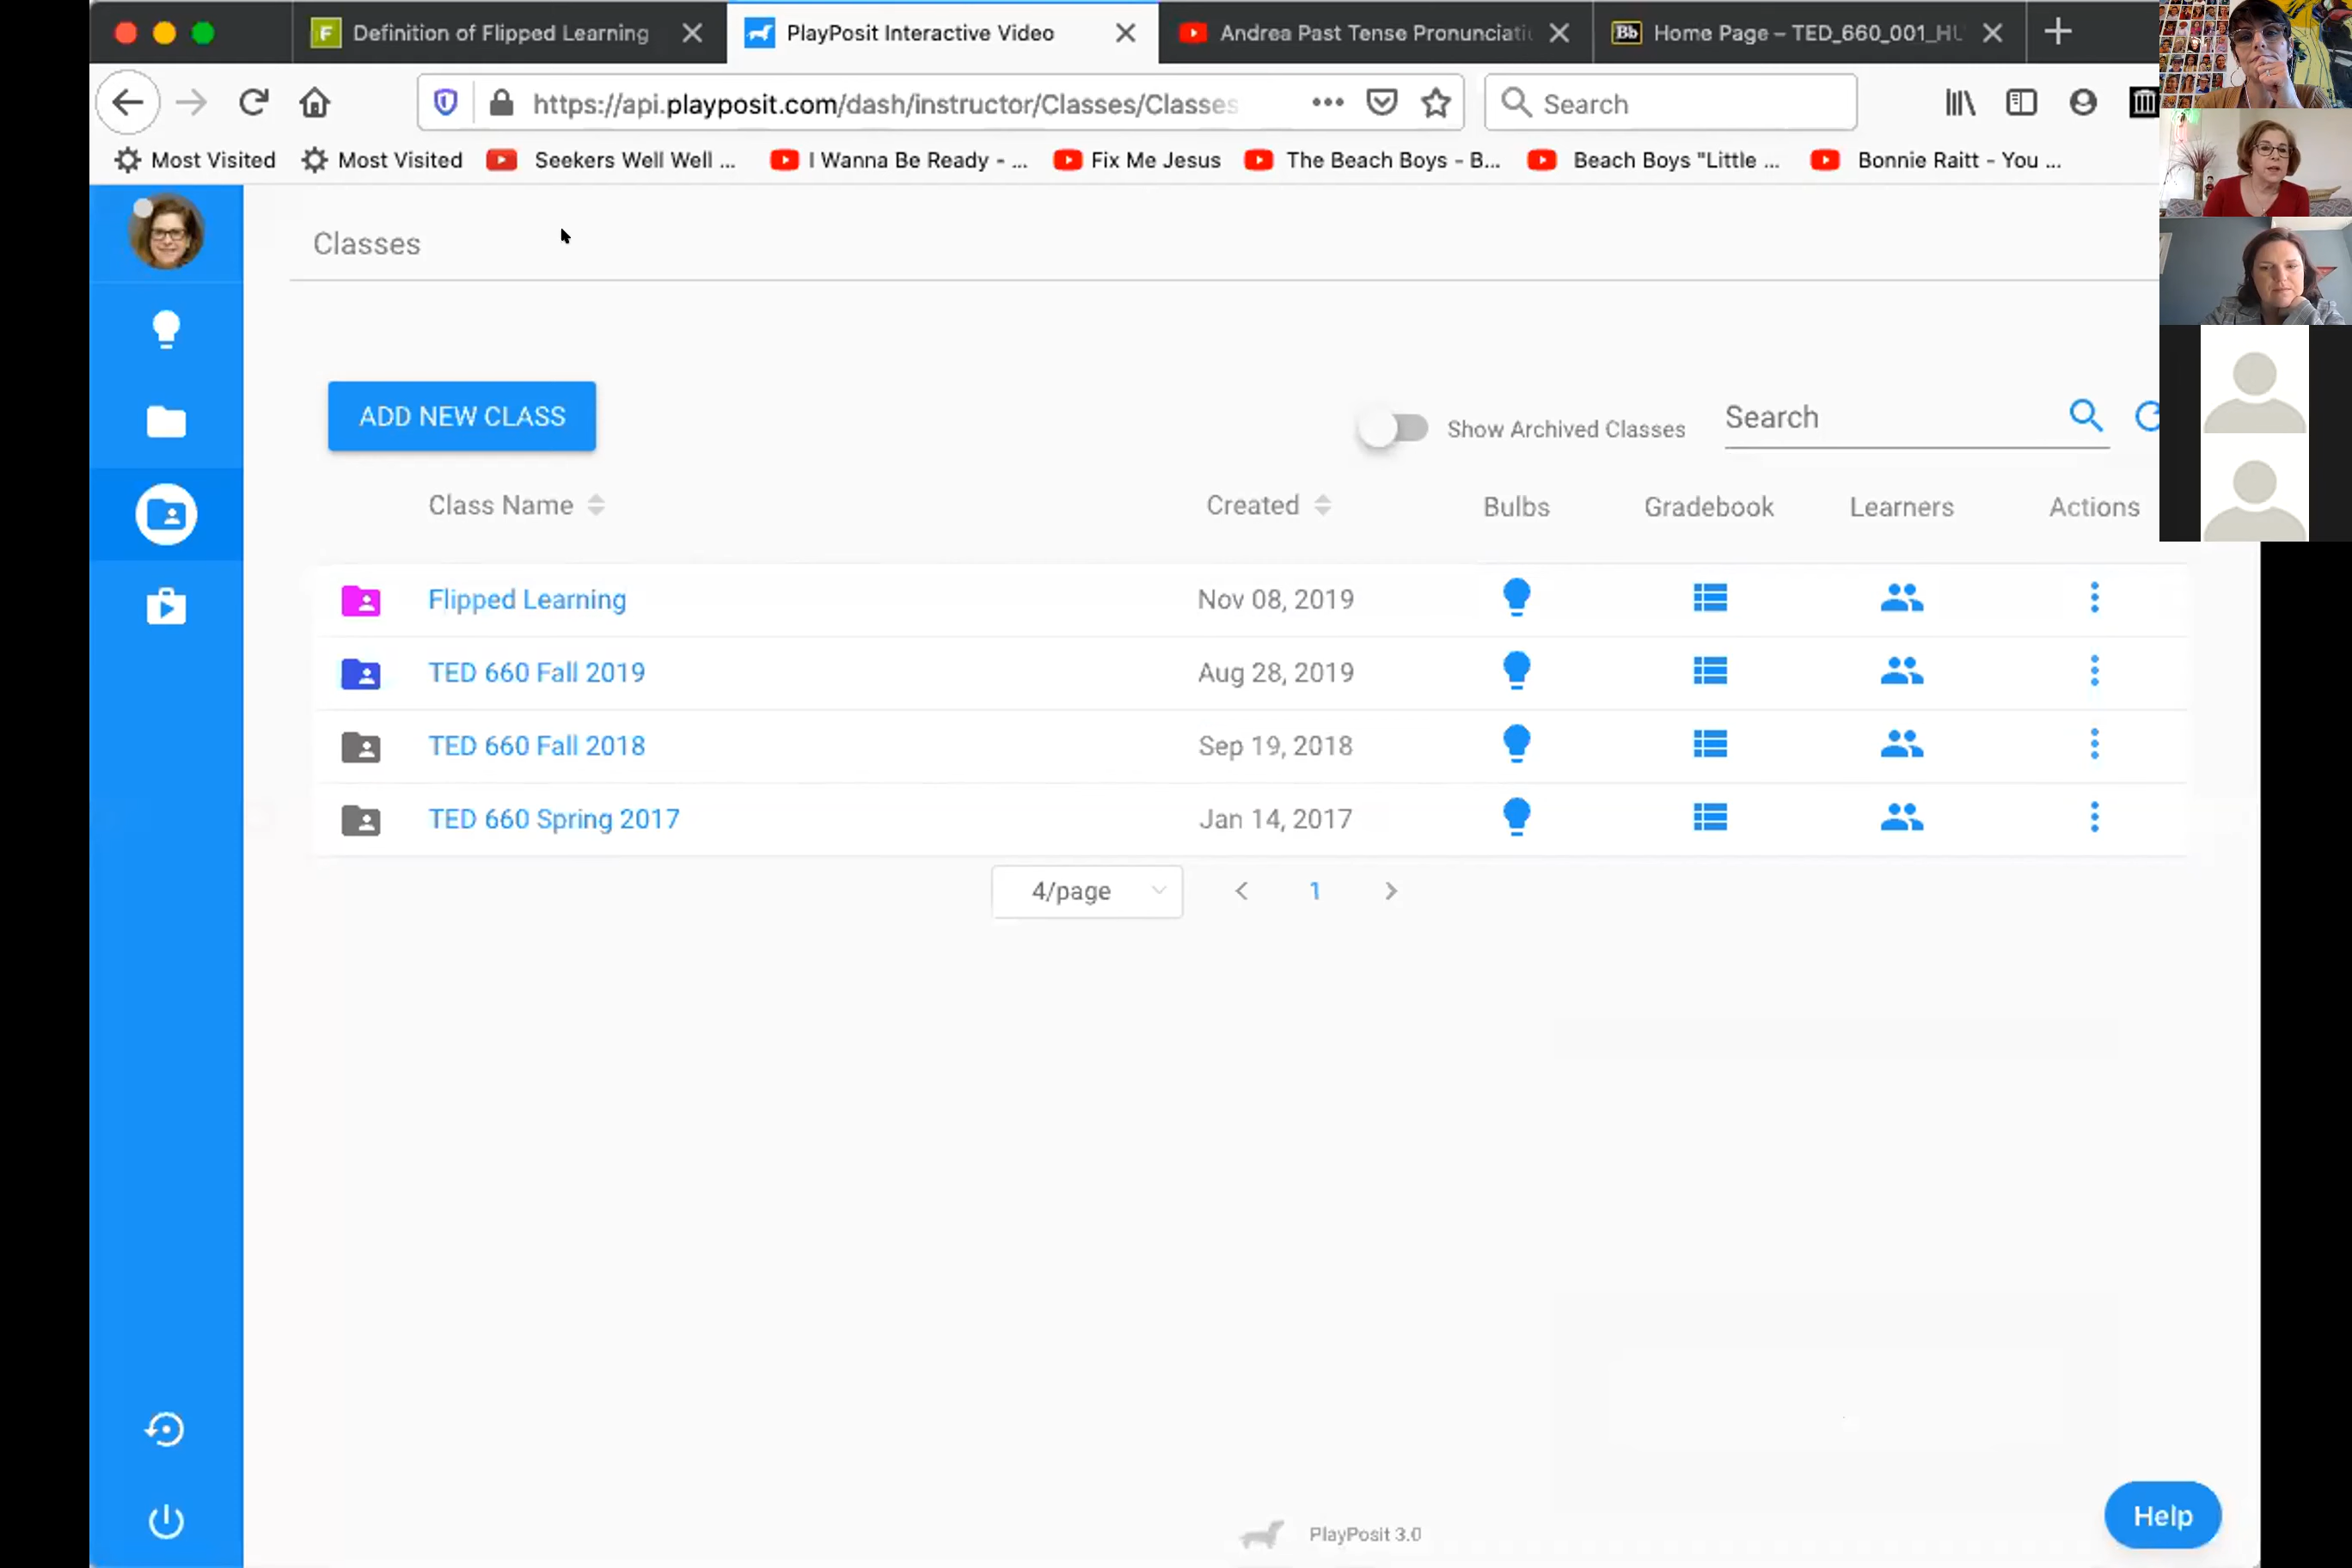 Definition of Flipped Learning
PlayPosit Interactive Video
Andrea Past Tense Pronunciati
Home Page – TED_660_001_HU
https://api.playposit.com/dash/instructor/Classes/Classes
Search
Most Visited
Most Visited
Seekers Well Well ...
I Wanna Be Ready - ...
Fix Me Jesus
The Beach Boys - B...
Beach Boys "Little ...
Bonnie Raitt - You ...
Classes
ADD NEW CLASS
Show Archived Classes
Search
Class Name Created Bulbs Gradebook Learners Actions
Flipped Learning Nov 08, 2019
TED 660 Fall 2019 Aug 28, 2019
TED 660 Fall 2018 Sep 19, 2018
TED 660 Spring 2017 Jan 14, 2017
4/page 1
Help
PlayPosit 3.0